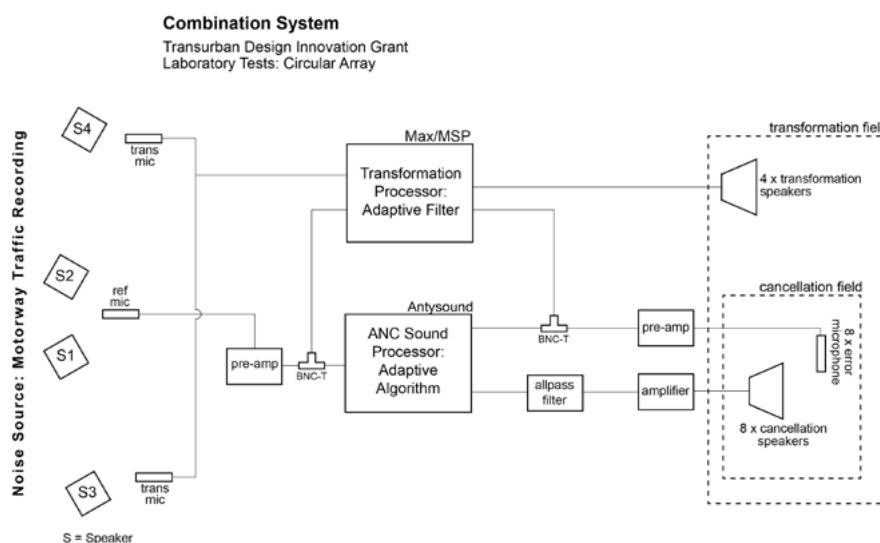 Combination System
Transurban Design Innovation Grant
Laboratory Tests: Circular Array
Noise Source: Motorway Traffic Recording
S4
trans
mic
S2
ref
mic
S1
S3
trans
mic
S = Speaker
Max/MSP
Transformation
Processor:
Adaptive Filter
pre-amp
BNC-T
Antysound
ANC Sound
Processor:
Adaptive
Algorithm
BNC-T
pre-amp
allpass
filter
amplifier
transformation field
4 x transformation
speakers
cancellation field
8 x error
microphone
8 x cancellation
speakers